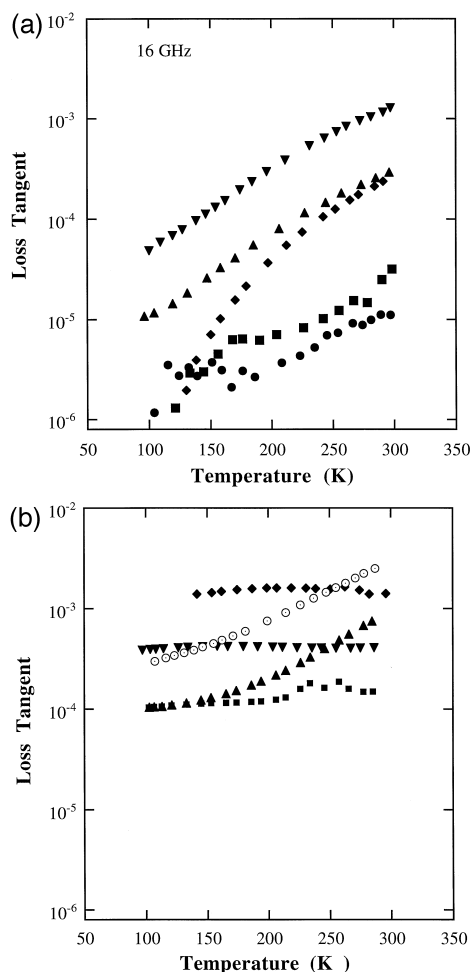 (a)
16 GHz
Loss Tangent
10⁻²
10⁻³
10⁻⁴
10⁻⁵
10⁻⁶
50 100 150 200 250 300 350
Temperature (K)
(b)
Loss Tangent
10⁻²
10⁻³
10⁻⁴
10⁻⁵
10⁻⁶
50 100 150 200 250 300 350
Temperature (K )